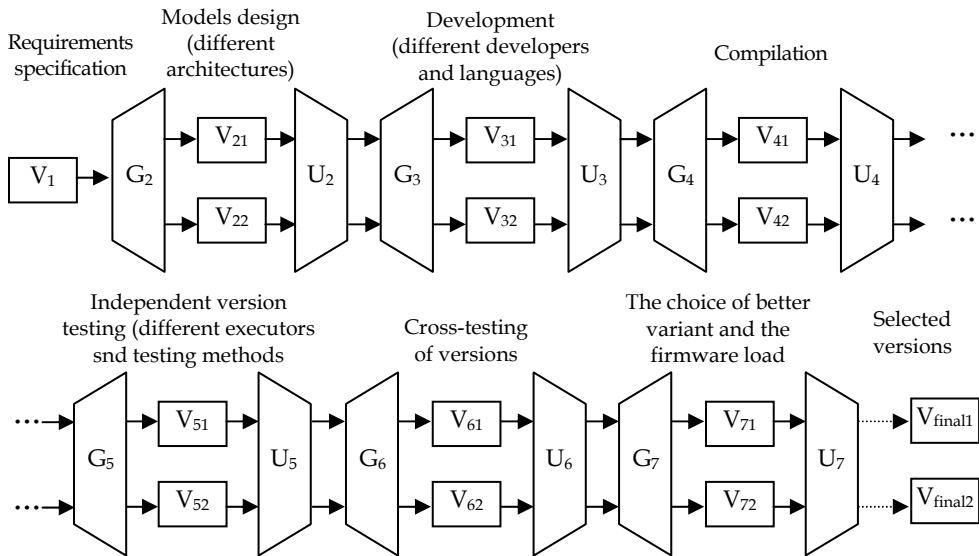 Requirements
specification
Models design
(different
architectures)
Development
(different developers
and languages)
Compilation
V1
G2
V21
V22
U2
G3
V31
V32
U3
G4
V41
V42
U4
...
...
Independent version
testing (different executors
snd testing methods
Cross-testing
of versions
The choice of better
variant and the
firmware load
Selected
versions
...
...
G5
V51
V52
U5
G6
V61
V62
U6
G7
V71
V72
U7
Vfinal1
Vfinal2